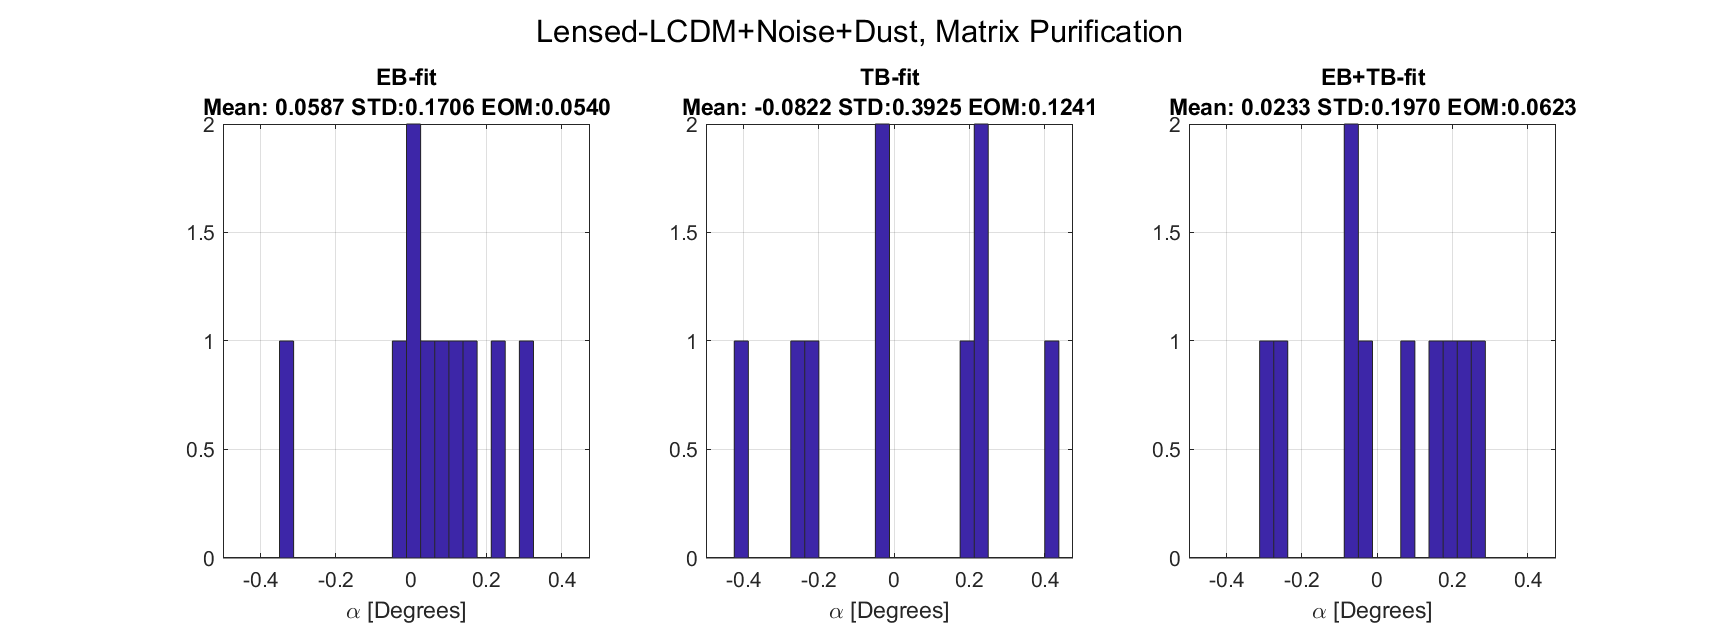 Lensed-LCDM+Noise+Dust, Matrix Purification
EB-fit
Mean: 0.0587 STD:0.1706 EOM:0.0540
2
1.5
1
0.5
0
-0.4 -0.2 0 0.2 0.4
α [Degrees]
TB-fit
Mean: -0.0822 STD:0.3925 EOM:0.1241
2
1.5
1
0.5
0
-0.4 -0.2 0 0.2 0.4
α [Degrees]
EB+TB-fit
Mean: 0.0233 STD:0.1970 EOM:0.0623
2
1.5
1
0.5
0
-0.4 -0.2 0 0.2 0.4
α [Degrees]